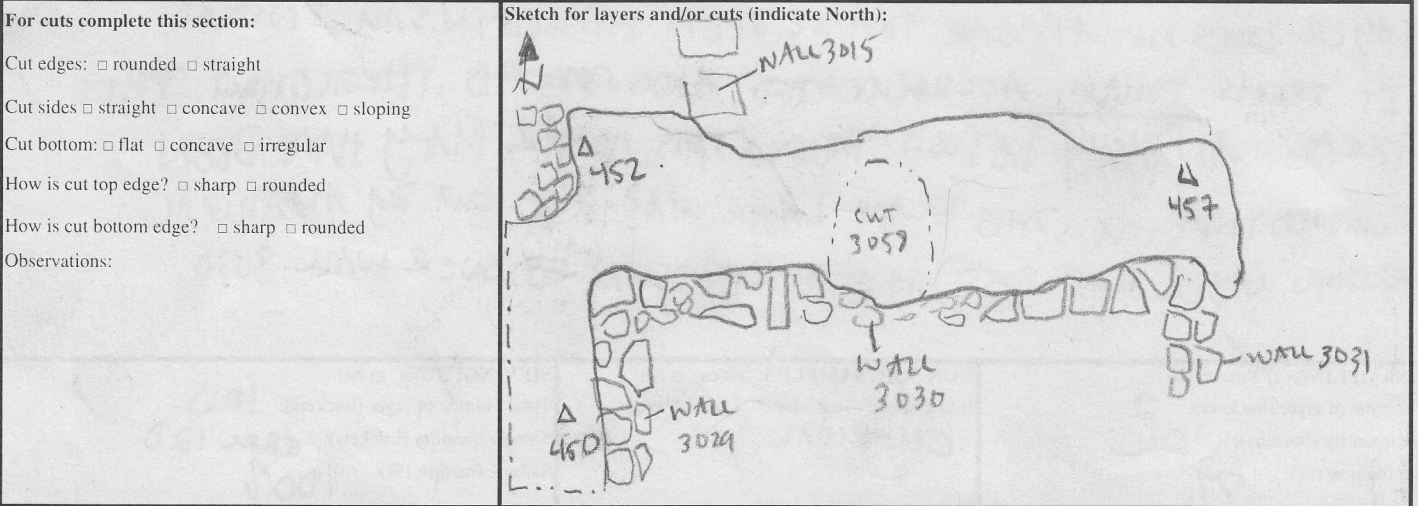 For cuts complete this section:
Cut edges: □ rounded □ straight
Cut sides □ straight □ concave □ convex □ sloping
Cut bottom: □ flat □ concave □ irregular
How is cut top edge? □ sharp □ rounded
How is cut bottom edge? □ sharp □ rounded
Observations:
Sketch for layers and/or cuts (indicate North):
N
WALL 3015
452
457
CUT
3059
WALL 3031
WALL
3030
WALL
3029
450